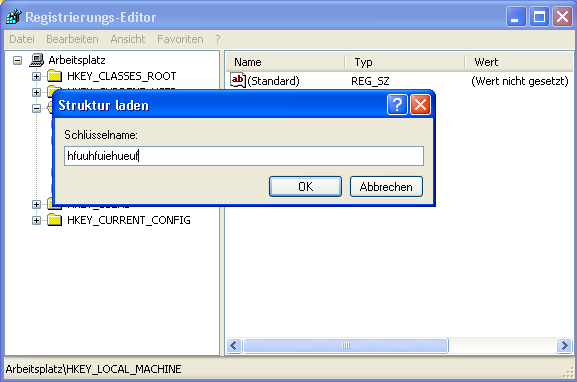 Registrierungs-Editor
Datei Bearbeiten Ansicht Favoriten ?
Arbeitsplatz
HKEY_CLASSES_ROOT
Name Typ Wert
(Standard) REG_SZ (Wert nicht gesetzt)
Struktur laden
Schlüsselname:
hfuuhfuiehueuf
OK Abbrechen
HKEY_CURRENT_CONFIG
Arbeitsplatz\HKEY_LOCAL_MACHINE